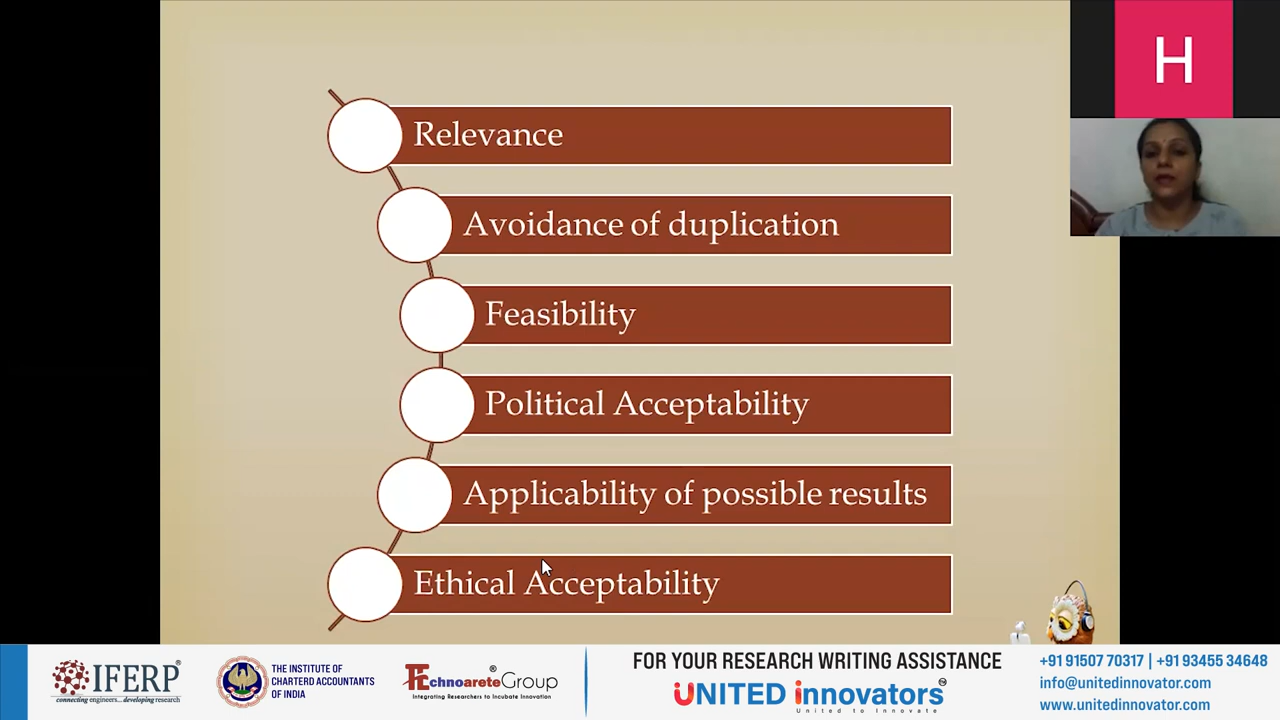 H
Relevance
Avoidance of duplication
Feasibility
Political Acceptability
Applicability of possible results
Ethical Acceptability
IFERP®
connecting engineers... developing research
THE INSTITUTE OF
CHARTERED ACCOUNTANTS
OF INDIA
TEchnoareteGroup®
Integrating Researchers to Incubate Innovation
FOR YOUR RESEARCH WRITING ASSISTANCE
UNITED innovators™
United to Innovate
+91 91507 70317 | +91 93455 34648
info@unitedinnovator.com
www.unitedinnovator.com